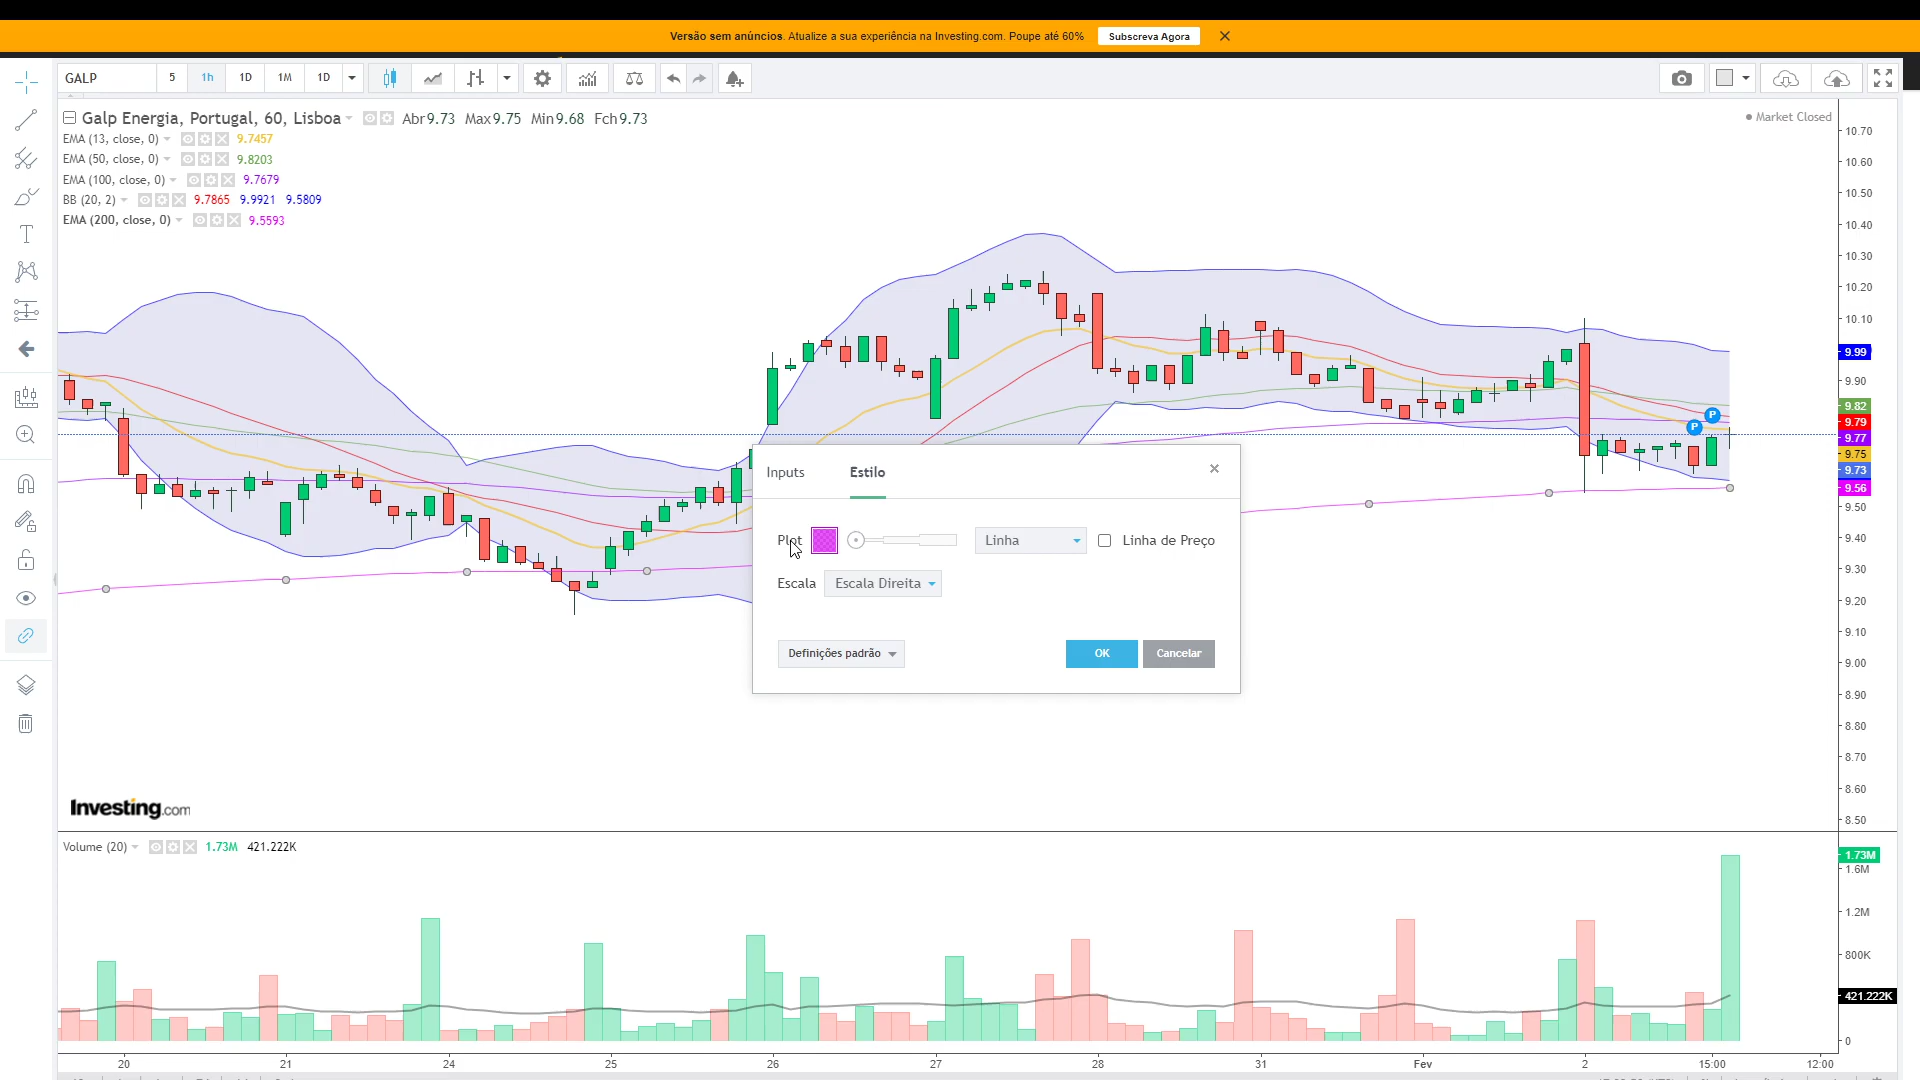 Versão sem anúncios. Atualize a sua experiência na Investing.com. Poupe até 60%
Subscreva Agora
GALP
5
1h
1D
1M
1D
Galp Energia, Portugal, 60, Lisboa
Abr9.73 Max9.75 Min9.68 Fch9.73
Market Closed
EMA (13, close, 0)
9.7457
EMA (50, close, 0)
9.8203
EMA (100, close, 0)
9.7679
BB (20, 2)
9.7865 9.9921 9.5809
EMA (200, close, 0)
9.5593
10.70
10.60
10.50
10.40
10.30
10.20
10.10
9.99
9.90
9.82
9.79
9.77
9.75
9.73
9.56
9.50
9.40
9.30
9.20
9.10
9.00
8.90
8.80
8.70
8.60
8.50
P
P
Inputs
Estilo
Plot
Linha
Linha de Preço
Escala
Escala Direita
Definições padrão
OK
Cancelar
Investing.com
Volume (20)
1.73M 421.222K
1.73M
1.6M
1.2M
800K
421.222K
0
20
21
24
25
26
27
28
31
Fev
2
15:00
12:00